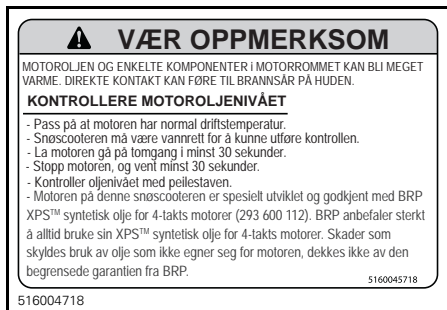 VÆR OPPMERKSOM
MOTOROLJEN OG ENKELTE KOMPONENTER I MOTORROMMET KAN BLI MEGET
VARME. DIREKTE KONTAKT KAN FØRE TIL BRANNSÅR PÅ HUDEN.
KONTROLLERE MOTOROLJENIVÅET
- Pass på at motoren har normal driftstemperatur.
- Snøscooteren må være vannrett for å kunne utføre kontrollen.
- La motoren gå på tomgang i minst 30 sekunder.
- Stopp motoren, og vent minst 30 sekunder.
- Kontroller oljenivået med peilestaven.
- Motoren på denne snøscooteren er spesielt utviklet og godkjent med BRP
XPS™ syntetisk olje for 4-takts motorer (293 600 112). BRP anbefaler sterkt
å alltid bruke sin XPS™ syntetisk olje for 4-takts motorer. Skader som
skyldes bruk av olje som ikke egner seg for motoren, dekkes ikke av den
begrensede garantien fra BRP.
5160045718
516004718